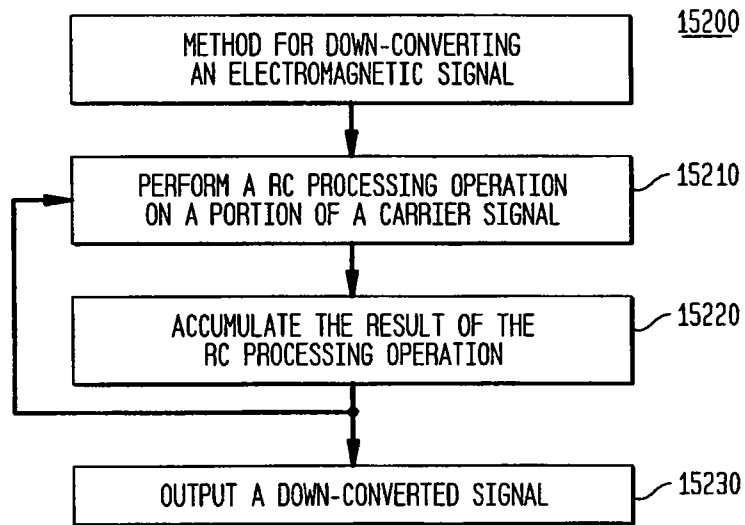 15200
METHOD FOR DOWN-CONVERTING
AN ELECTROMAGNETIC SIGNAL
PERFORM A RC PROCESSING OPERATION
ON A PORTION OF A CARRIER SIGNAL
15210
ACCUMULATE THE RESULT OF THE
RC PROCESSING OPERATION
15220
OUTPUT A DOWN-CONVERTED SIGNAL
15230